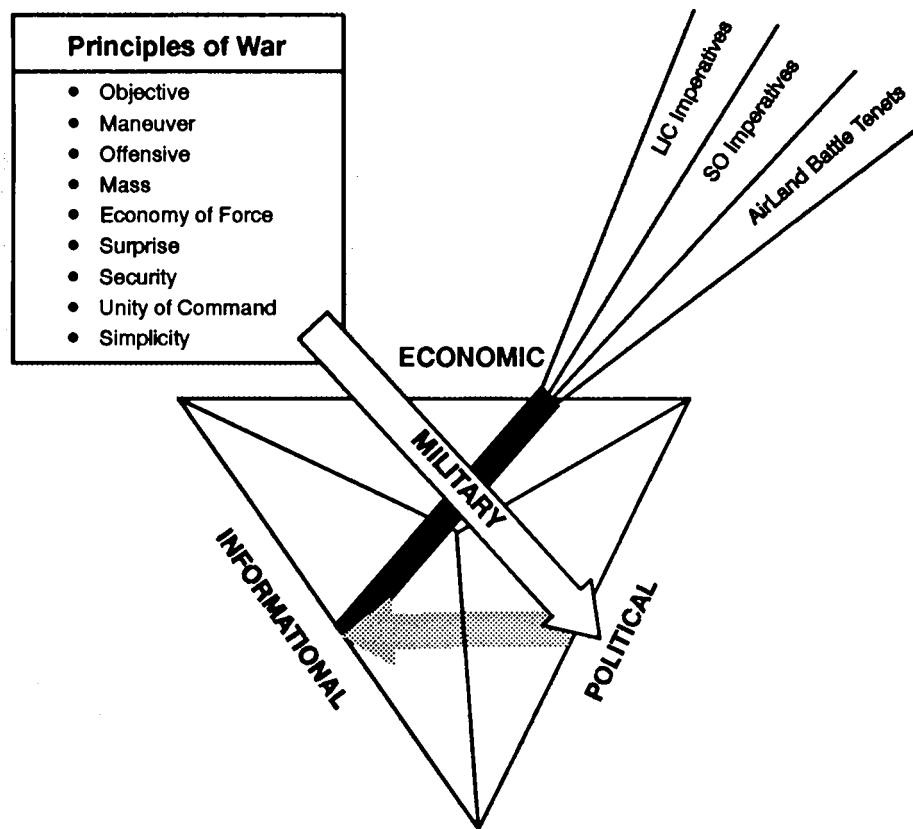 Principles of War
• Objective
• Maneuver
• Offensive
• Mass
• Economy of Force
• Surprise
• Security
• Unity of Command
• Simplicity
LIC Imperatives
SO Imperatives
AirLand Battle Tenets
ECONOMIC
MILITARY
INFORMATIONAL
POLITICAL